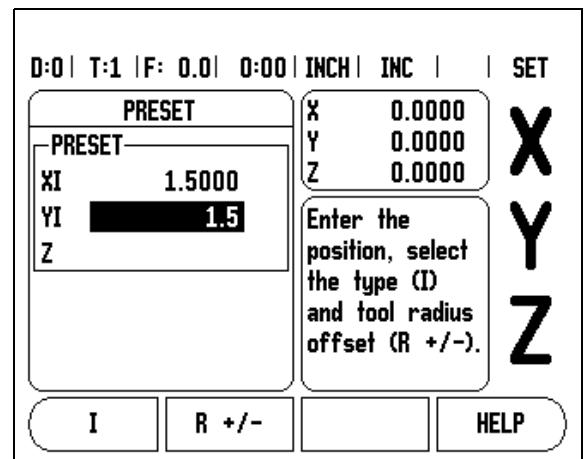 D:0 | T:1 | F: 0.0 | 0:00 | INCH | INC | | SET
PRESET
PRESET
XI 1.5000
YI 1.5
Z
X 0.0000
Y 0.0000
Z 0.0000
Enter the
position, select
the type (I)
and tool radius
offset (R +/-).
X
Y
Z
I
R +/-
HELP